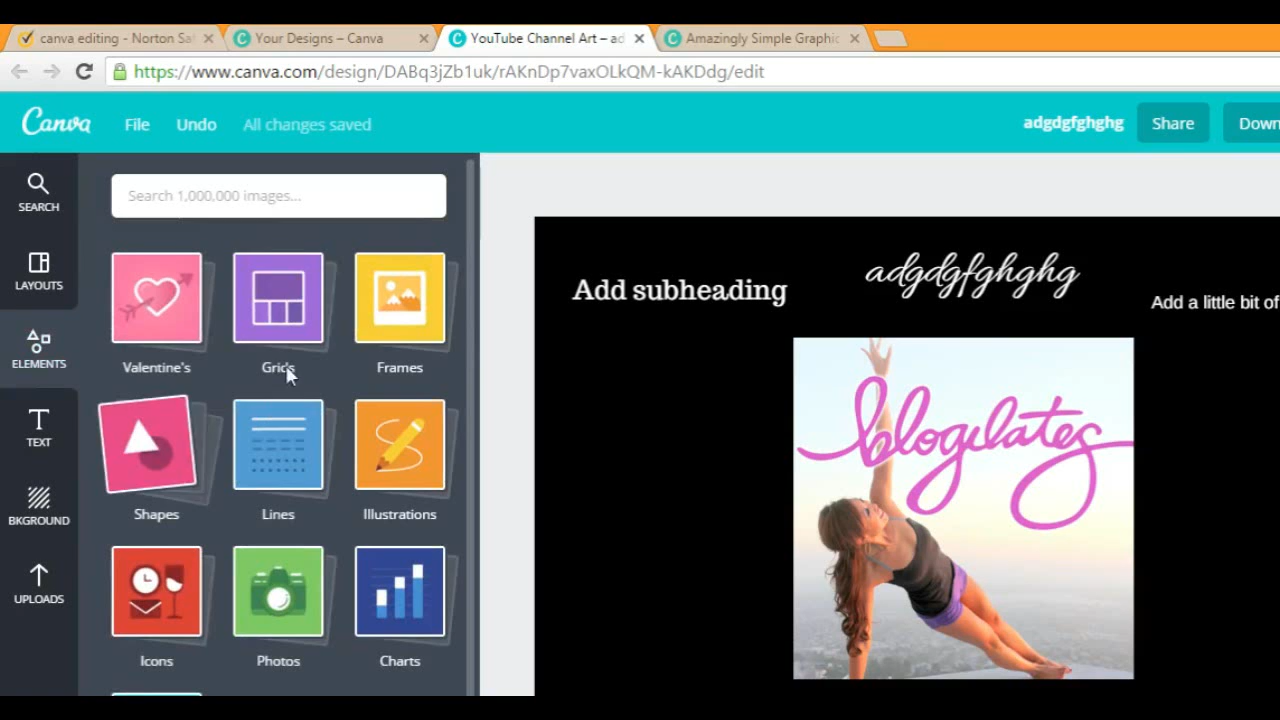 canva editing - Norton Sa
Your Designs – Canva
YouTube Channel Art – ad
Amazingly Simple Graphic
https://www.canva.com/design/DABq3jZb1uk/rAKnDp7vaxOLkQM-kAKDdg/edit
Canva
File
Undo
All changes saved
adgdgfghghg
Share
Down
SEARCH
LAYOUTS
ELEMENTS
TEXT
BKGROUND
UPLOADS
Search 1,000,000 images...
Valentine's
Grids
Frames
Shapes
Lines
Illustrations
Icons
Photos
Charts
Add subheading
adgdgfghghg
Add a little bit of
blogilates